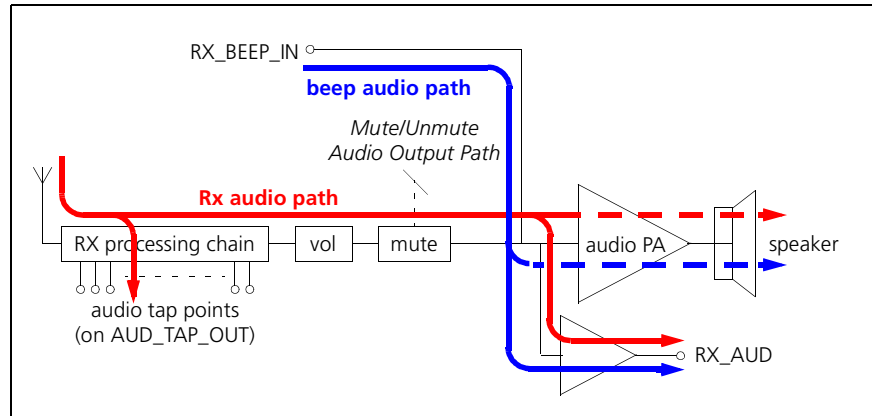 RX_BEEP_IN
beep audio path
Mute/Unmute
Audio Output Path
Rx audio path
RX processing chain
vol
mute
audio PA
speaker
audio tap points
(on AUD_TAP_OUT)
RX_AUD